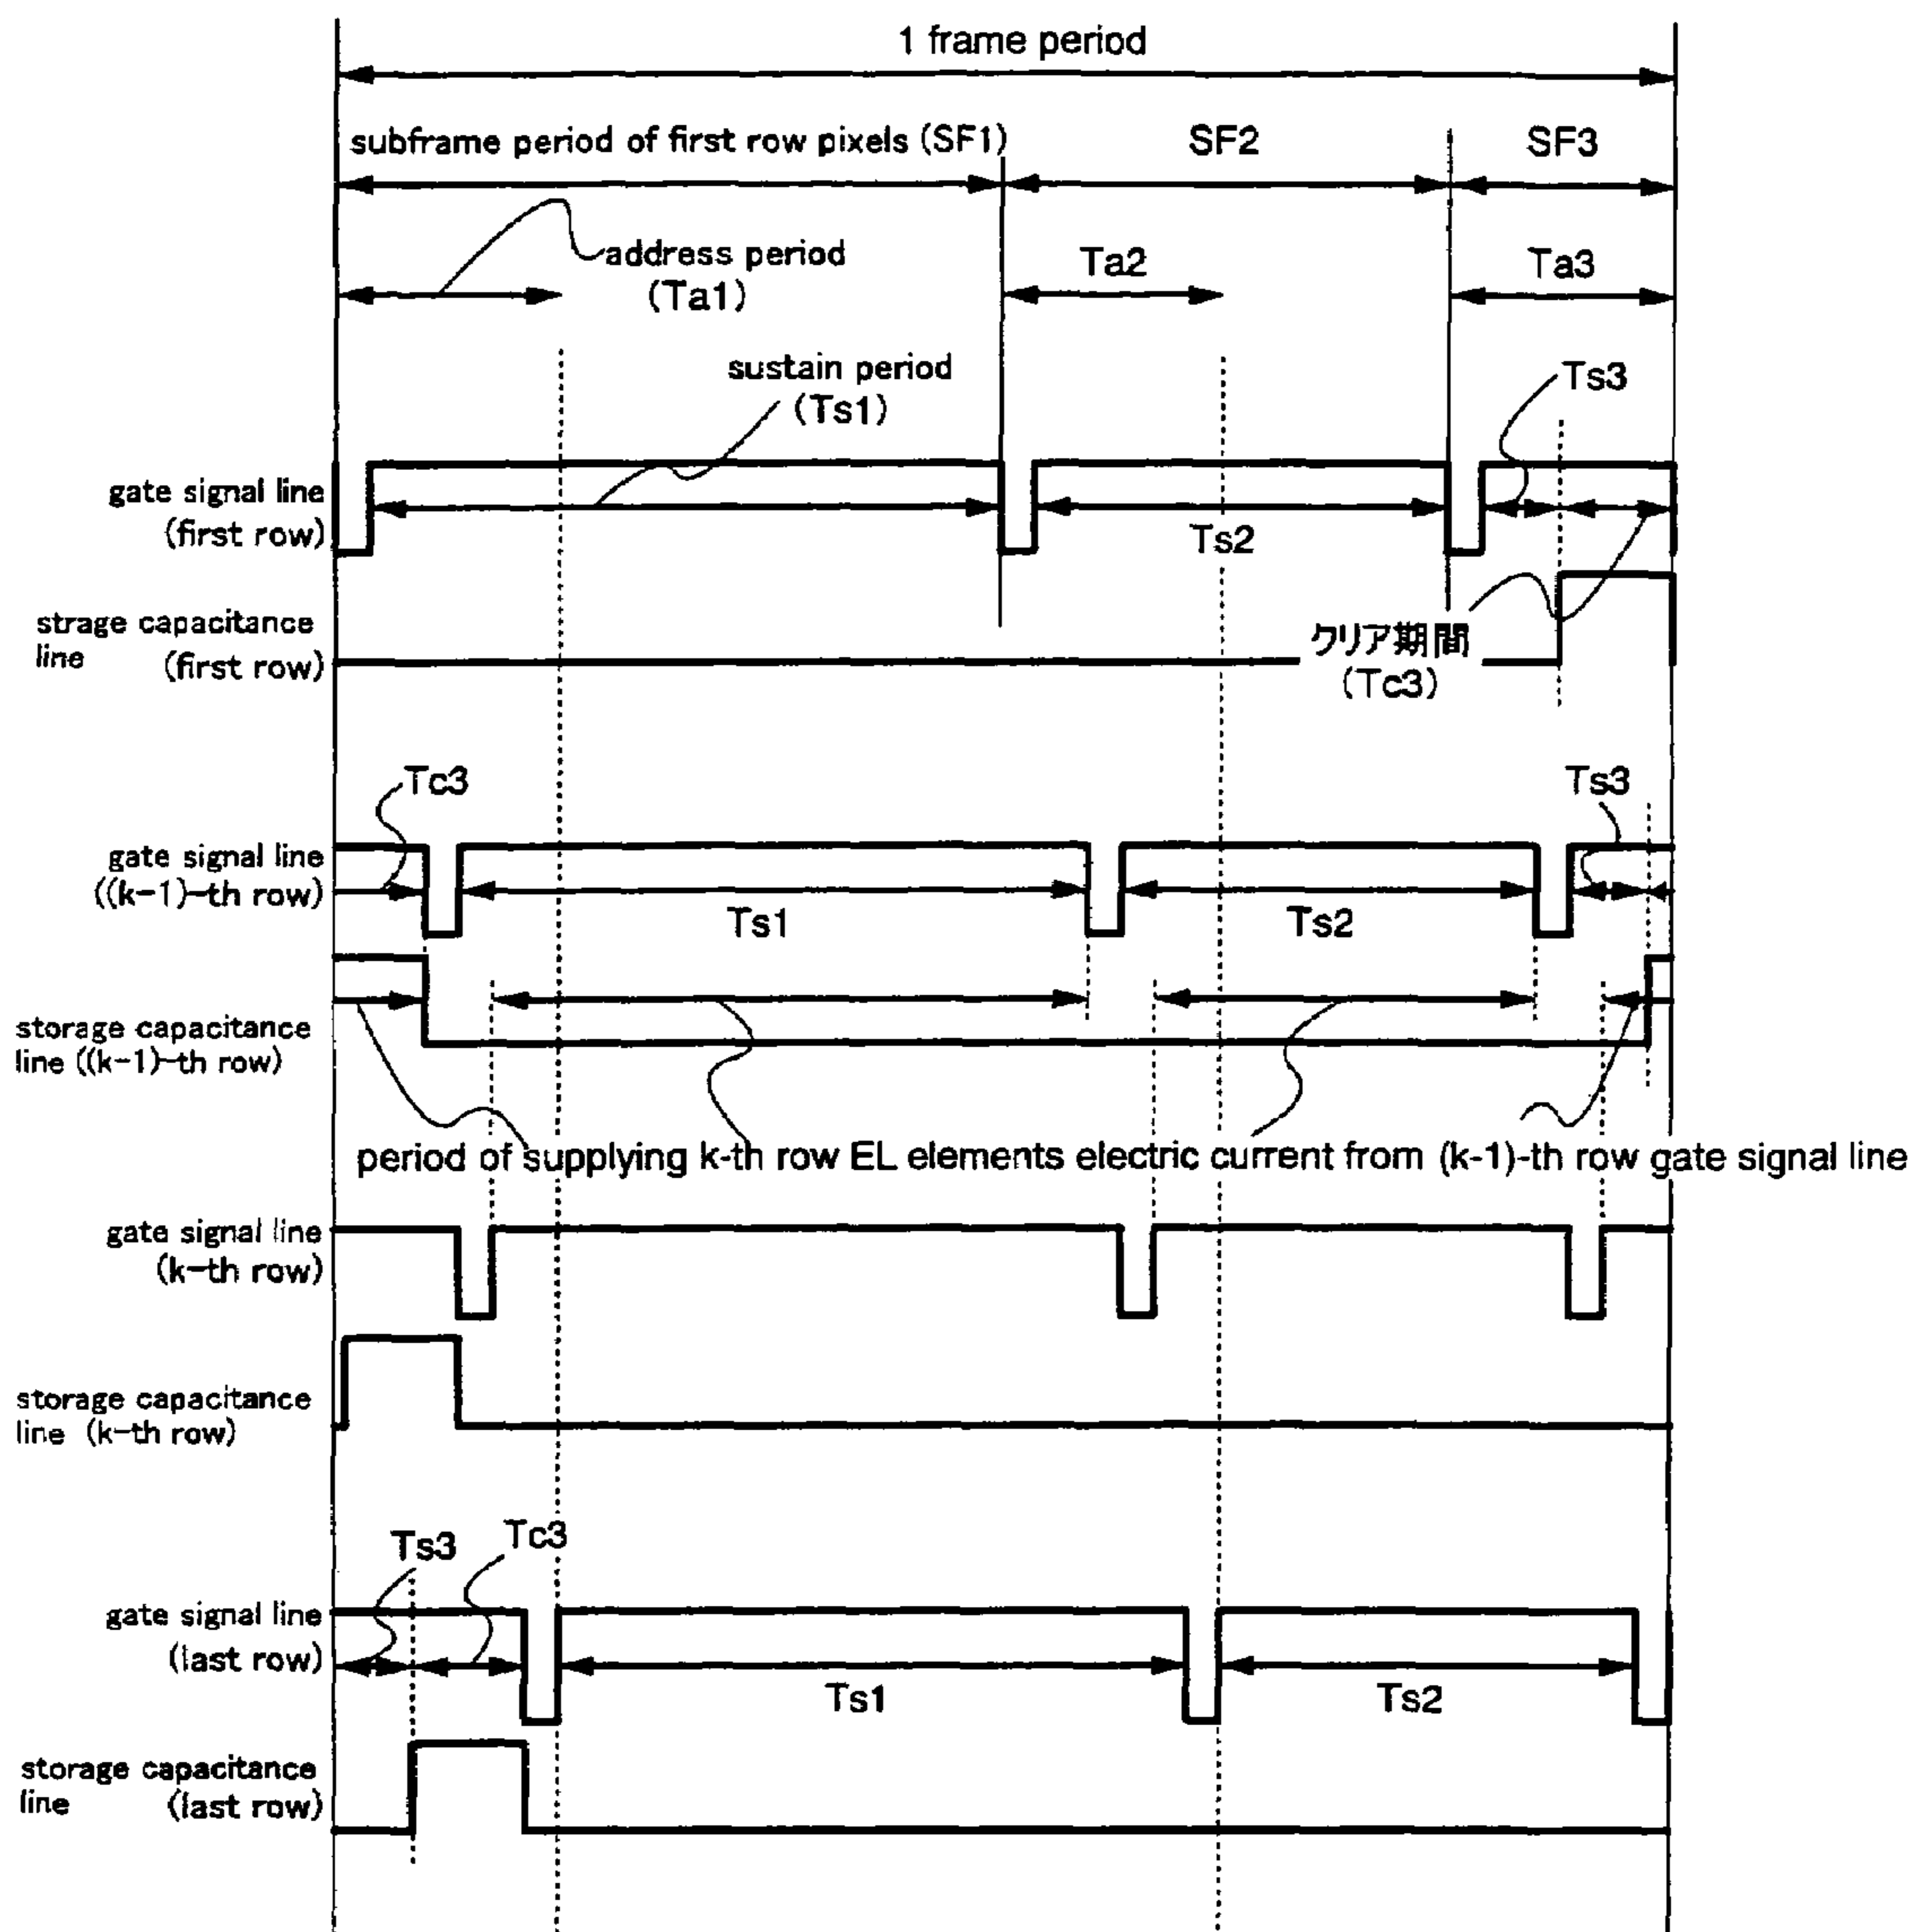 1 frame period
subframe period of first row pixels (SF1)
SF2
SF3
address period
(Ta1)
Ta2
Ta3
sustain period
(Ts1)
Ts3
gate signal line
(first row)
Ts2
strage capacitance
line (first row)
クリア期間
(Tc3)
Tc3
Ts3
gate signal line
((k-1)-th row)
Ts1
Ts2
storage capacitance
line ((k-1)-th row)
period of supplying k-th row EL elements electric current from (k-1)-th row gate signal line
gate signal line
(k-th row)
storage capacitance
line (k-th row)
Ts3
Tc3
gate signal line
(last row)
Ts1
Ts2
storage capacitance
line (last row)